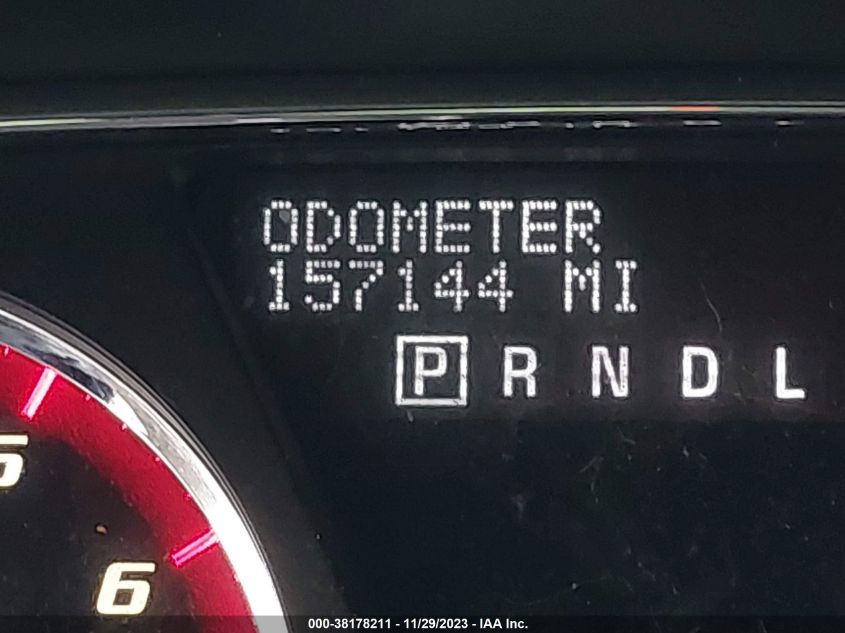 ODOMETER
157144 MI
P R N D L
5
6
000-38178211 - 11/29/2023 - IAA Inc.